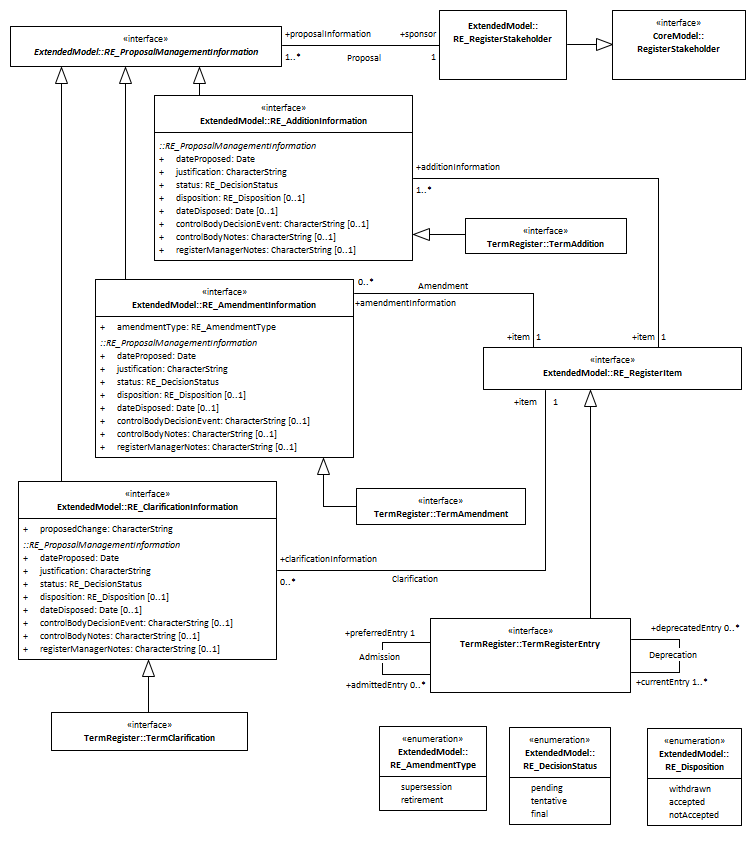 «interface»
ExtendedModel::RE_ProposalManagementInformation
+proposalInformation
+sponsor
1..*
Proposal
1
ExtendedModel::
RE_RegisterStakeholder
«interface»
CoreModel::
RegisterStakeholder
«interface»
ExtendedModel::RE_AdditionInformation
::RE_ProposalManagementInformation
+ dateProposed: Date
+ justification: CharacterString
+ status: RE_DecisionStatus
+ disposition: RE_Disposition [0..1]
+ dateDisposed: Date [0..1]
+ controlBodyDecisionEvent: CharacterString [0..1]
+ controlBodyNotes: CharacterString [0..1]
+ registerManagerNotes: CharacterString [0..1]
+additionInformation
1..*
«interface»
TermRegister::TermAddition
«interface»
ExtendedModel::RE_AmendmentInformation
+ amendmentType: RE_AmendmentType
::RE_ProposalManagementInformation
+ dateProposed: Date
+ justification: CharacterString
+ status: RE_DecisionStatus
+ disposition: RE_Disposition [0..1]
+ dateDisposed: Date [0..1]
+ controlBodyDecisionEvent: CharacterString [0..1]
+ controlBodyNotes: CharacterString [0..1]
+ registerManagerNotes: CharacterString [0..1]
0..*
Amendment
+amendmentInformation
+item 1
+item 1
«interface»
ExtendedModel::RE_RegisterItem
+item 1
«interface»
TermRegister::TermAmendment
«interface»
ExtendedModel::RE_ClarificationInformation
+ proposedChange: CharacterString
::RE_ProposalManagementInformation
+ dateProposed: Date
+ justification: CharacterString
+ status: RE_DecisionStatus
+ disposition: RE_Disposition [0..1]
+ dateDisposed: Date [0..1]
+ controlBodyDecisionEvent: CharacterString [0..1]
+ controlBodyNotes: CharacterString [0..1]
+ registerManagerNotes: CharacterString [0..1]
+clarificationInformation
0..*
Clarification
«interface»
TermRegister::TermClarification
+preferredEntry 1
Admission
+admittedEntry 0..*
«interface»
TermRegister::TermRegisterEntry
+deprecatedEntry 0..*
Deprecation
+currentEntry 1..*
«enumeration»
ExtendedModel::
RE_AmendmentType
supersession
retirement
«enumeration»
ExtendedModel::
RE_DecisionStatus
pending
tentative
final
«enumeration»
ExtendedModel::
RE_Disposition
withdrawn
accepted
notAccepted